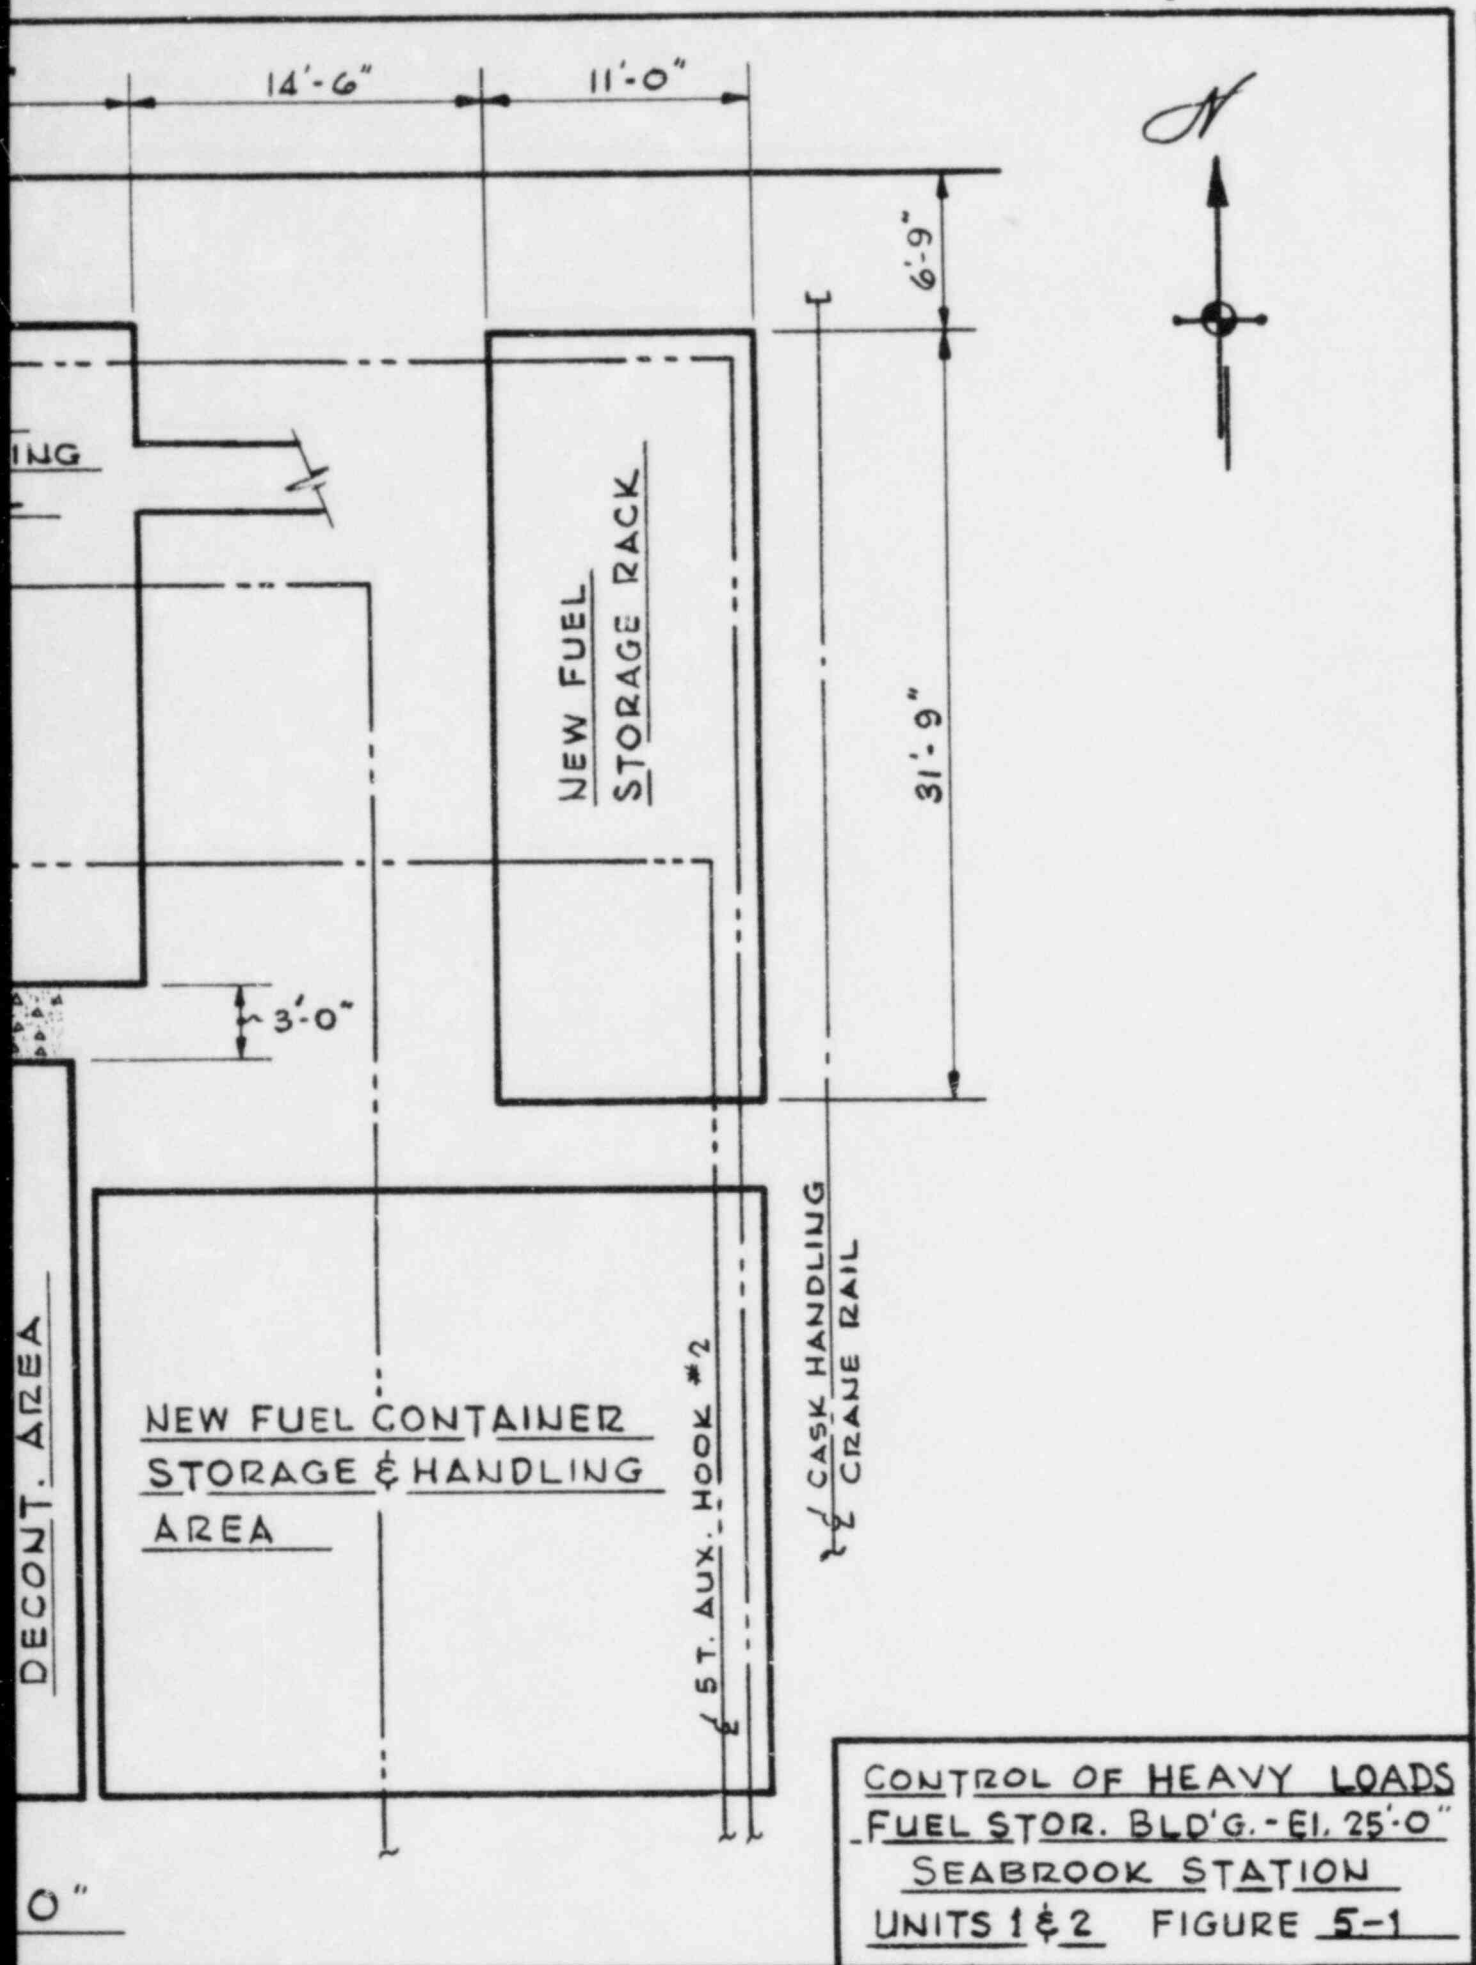 14'-6"
11'-0"
N
6'-9"
ING
NEW FUEL
STORAGE RACK
31'-9"
3'-0"
DECONT. AREA
NEW FUEL CONTAINER
STORAGE & HANDLING
AREA
℄ 5 T. AUX. HOOK #2
℄ CASK HANDLING
℄ CRANE RAIL
0"
CONTROL OF HEAVY LOADS
FUEL STOR. BLD'G. - El. 25'-0"
SEABROOK STATION
UNITS 1 & 2 FIGURE 5-1